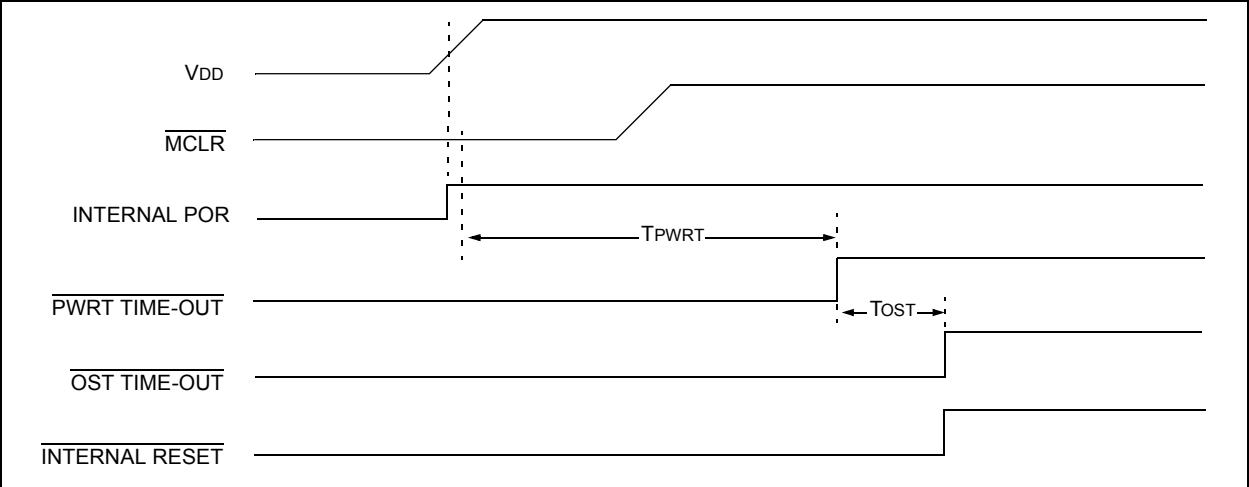 VDD
MCLR
INTERNAL POR
TPWRT
PWRT TIME-OUT
TOST
OST TIME-OUT
INTERNAL RESET